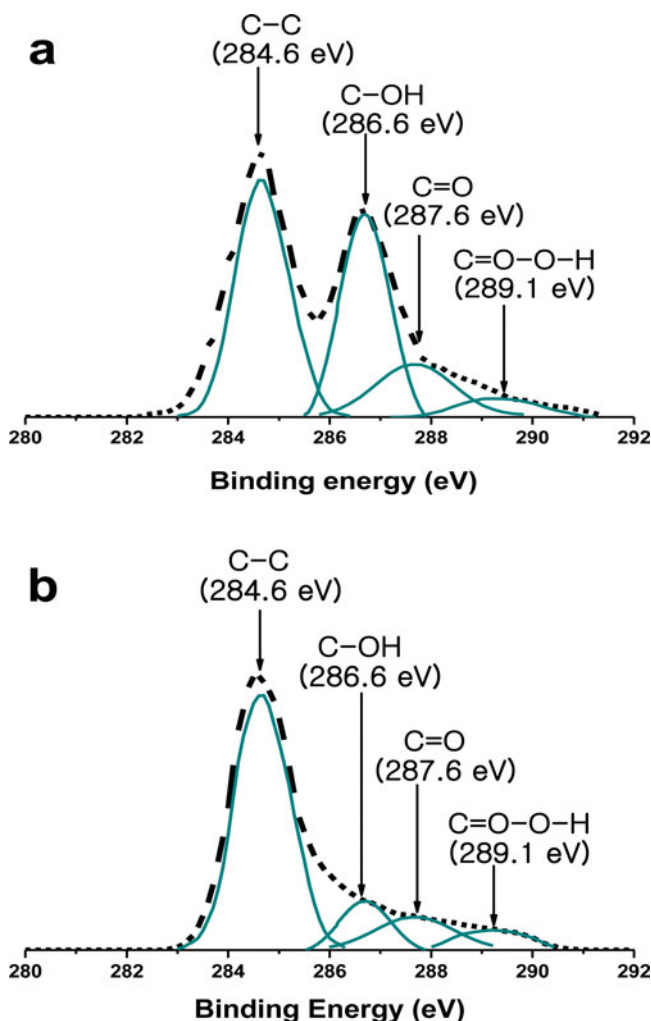 a
C–C
(284.6 eV)
C–OH
(286.6 eV)
C=O
(287.6 eV)
C=O–O–H
(289.1 eV)
280 282 284 286 288 290 292
Binding energy (eV)
b
C–C
(284.6 eV)
C–OH
(286.6 eV)
C=O
(287.6 eV)
C=O–O–H
(289.1 eV)
280 282 284 286 288 290 292
Binding Energy (eV)